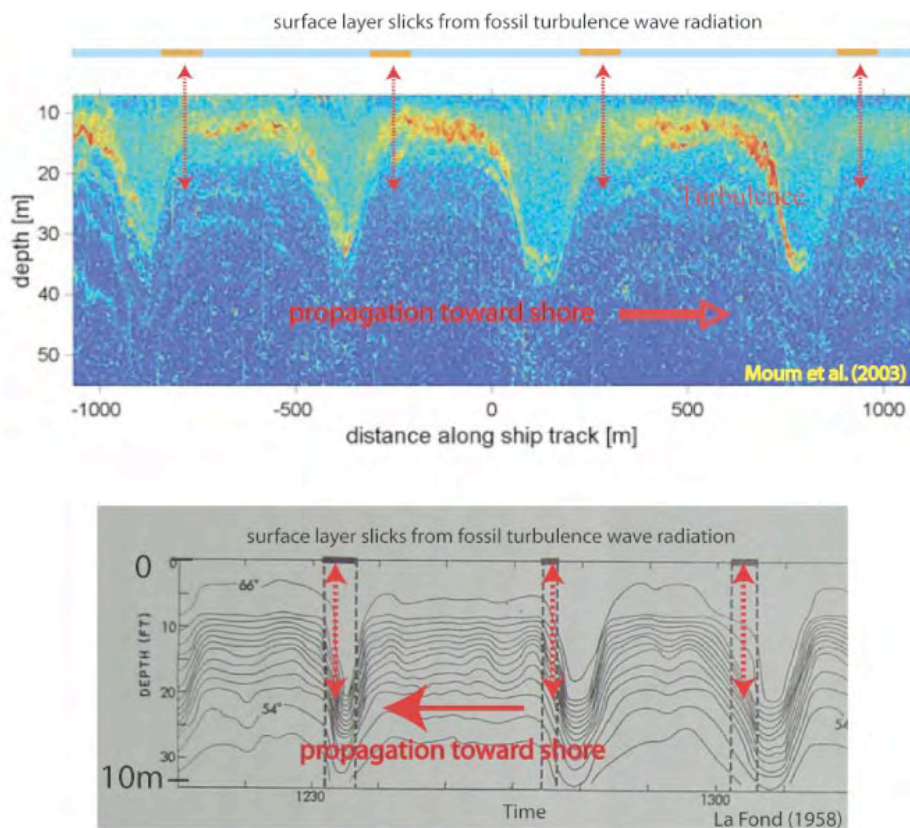 surface layer slicks from fossil turbulence wave radiation
10
20
30
40
50
depth [m]
Turbulence
propagation toward shore
Moum et al. (2003)
-1000
-500
0
500
1000
distance along ship track [m]
surface layer slicks from fossil turbulence wave radiation
0
0
66°
10
DEPTH (FT)
20
54°
54
30
propagation toward shore
10m
1230
Time
1300
La Fond (1958)